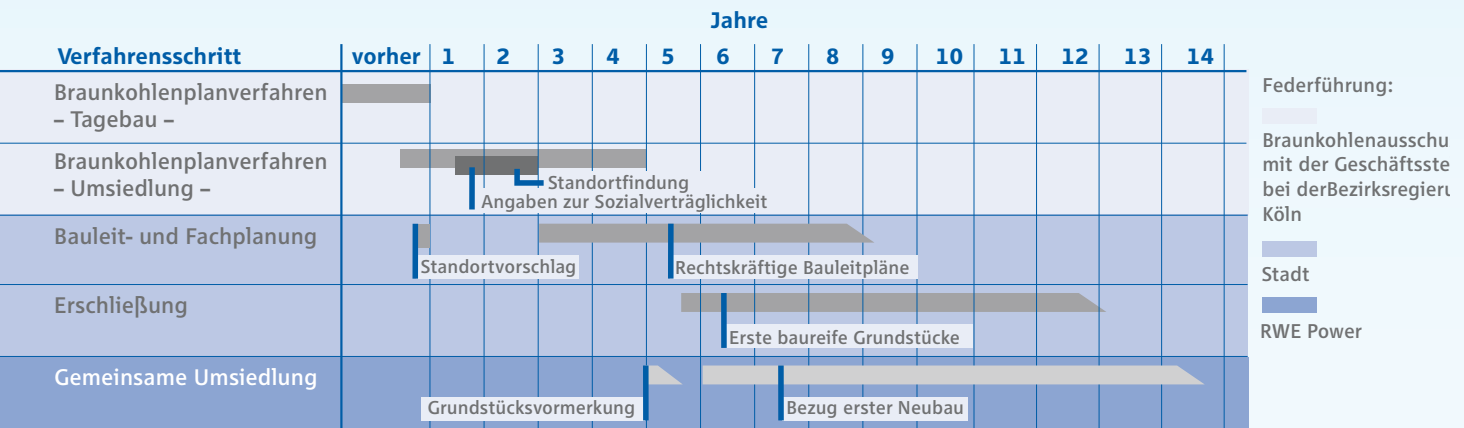 Jahre
Verfahrensschritt vorher 1 2 3 4 5 6 7 8 9 10 11 12 13 14
Braunkohlenplanverfahren
– Tagebau –
Braunkohlenplanverfahren
– Umsiedlung –
Standortfindung
Angaben zur Sozialverträglichkeit
Bauleit- und Fachplanung
Standortvorschlag
Rechtskräftige Bauleitpläne
Erschließung
Erste baureife Grundstücke
Gemeinsame Umsiedlung
Grundstücksvormerkung
Bezug erster Neubau
Federführung:
Braunkohlenausschu
mit der Geschäftsste
bei derBezirksregieru
Köln
Stadt
RWE Power